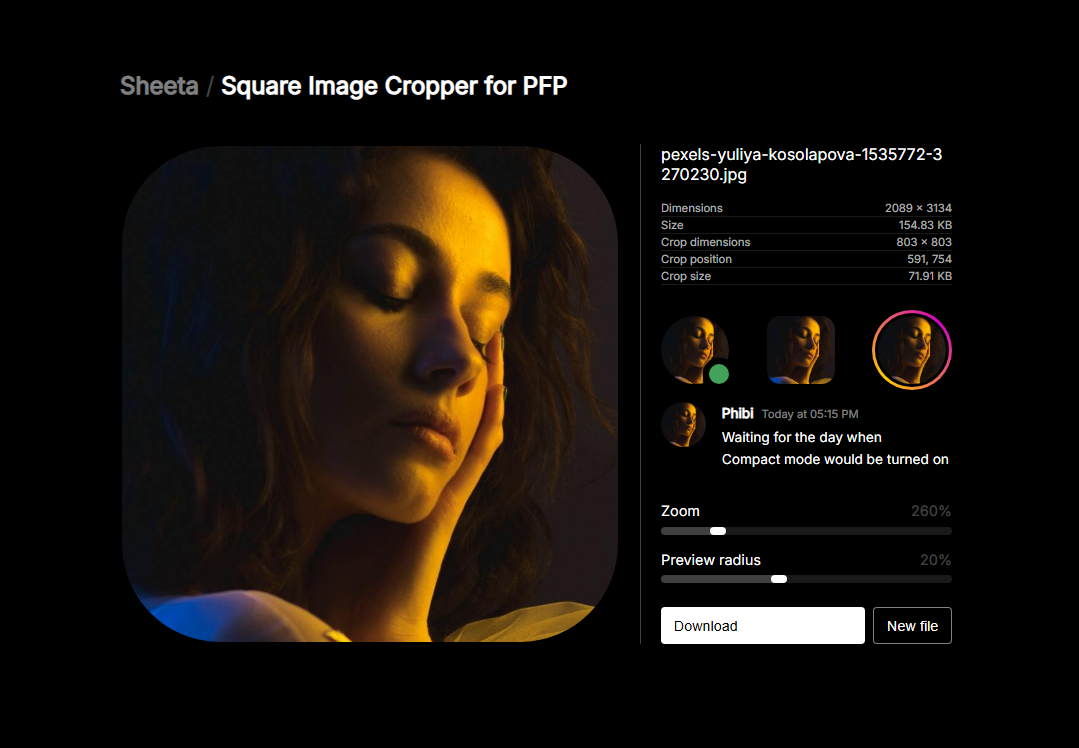 Sheeta / Square Image Cropper for PFP
pexels-yuliya-kosolapova-1535772-3
270230.jpg
Dimensions 2089 × 3134
Size 154.83 KB
Crop dimensions 803 × 803
Crop position 591, 754
Crop size 71.91 KB
Phibi Today at 05:15 PM
Waiting for the day when
Compact mode would be turned on
Zoom 260%
Preview radius 20%
Download New file